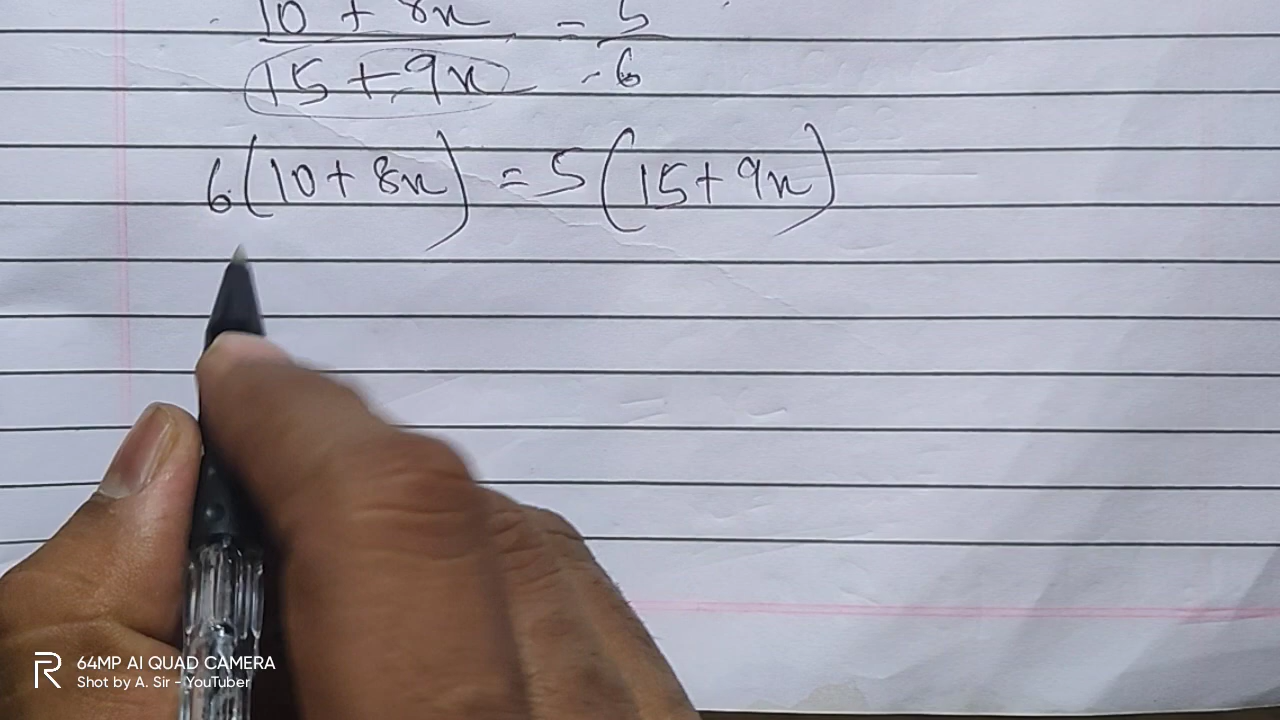 10 + 8x = 5
15 + 9x 6
6(10 + 8x) = 5(15 + 9x)
64MP AI QUAD CAMERA
Shot by A. Sir - YouTuber